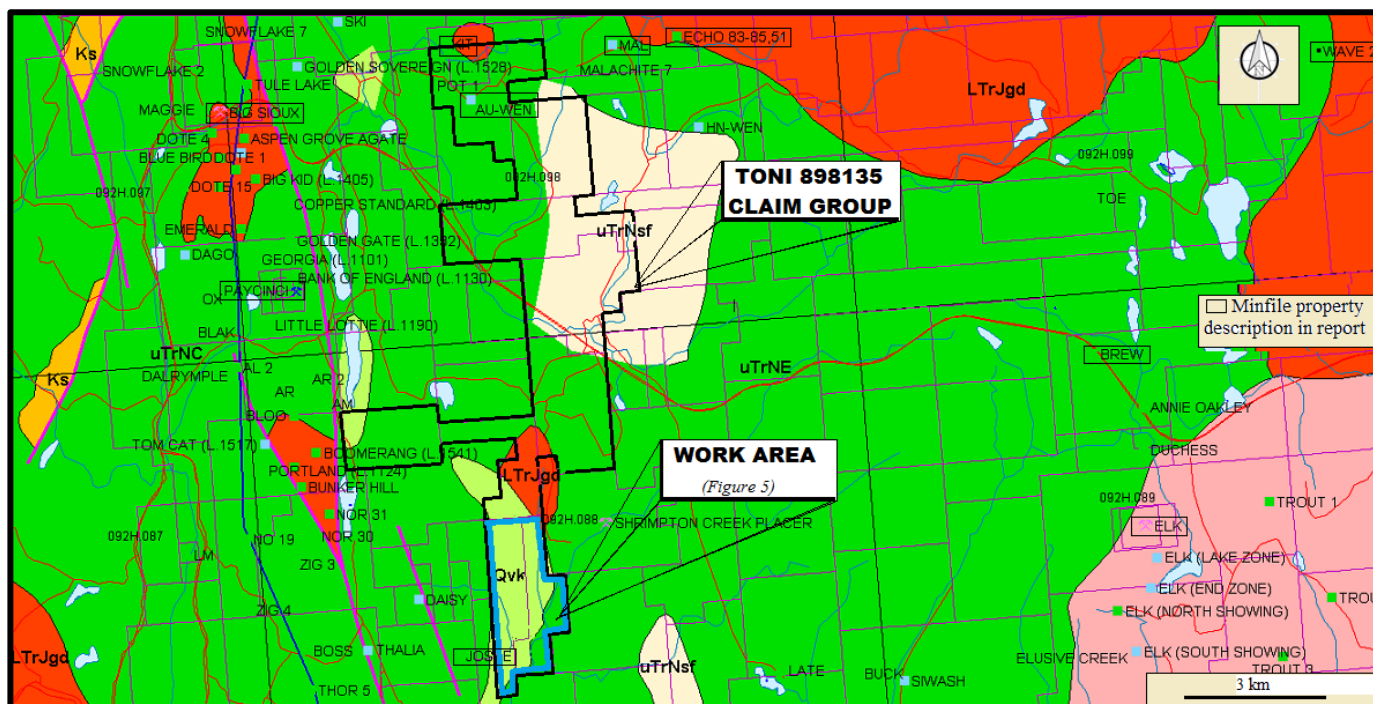 SKI
SNOWFLAKE 7
KIT
MAL
ECHO 83-85,51
WAVE 2
Ks
SNOWFLAKE 2
GOLDEN SOVEREIGN (L.1528)
MALACHITE 7
N
TULE LAKE
POT 1
LTrJgd
MAGGIE
BIG SIOUX
AU-WEN
HN-WEN
DOTE 4
ASPEN GROVE AGATE
BLUE BIRD
DOTE 1
092H.099
092H.097
DOTE 15
BIG KID (L.1405)
092H.098
TONI 898135
CLAIM GROUP
COPPER STANDARD (L.1403)
TOE
EMERALD
uTrNsf
GOLDEN GATE (L.1392)
DAGO
GEORGIA (L.1101)
BANK OF ENGLAND (L.1130)
OX
PAYCINCI
Minfile property
description in report
BLAK
LITTLE LOTTIE (L.1190)
uTrNC
BREW
uTrNE
Ks
DALRYMPLE
AL 2
AR 2
AR
AM
ANNIE OAKLEY
BLOO
TOM CAT (L.1517)
BOOMERANG (L.1541)
DUCHESS
WORK AREA
(Figure 5)
PORTLAND (L.1124)
LTrJgd
BUNKER HILL
092H.089
TROUT 1
NOR 31
092H.088
SHRIMPTON CREEK PLACER
ELK
092H.087
NO 19
NOR 30
LM
ZIG 3
ELK (LAKE ZONE)
Qvk
ELK (END ZONE)
DAISY
TROU
ZIG 4
ELK (NORTH SHOWING)
LTrJgd
BOSS
THALIA
JOSIE
uTrNsf
ELUSIVE CREEK
ELK (SOUTH SHOWING)
LATE
BUCK
SIWASH
TROUT 3
THOR 5
3 km